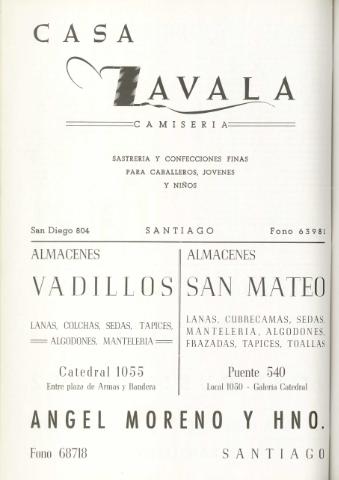 CASA
ZAVALA
CAMISERIA
SASTRERIA Y CONFECCIONES FINAS
PARA CABALLEROS, JOVENES
Y NIÑOS
San Diego 804 SANTIAGO Fono 63981
ALMACENES
VADILLOS
LANAS, COLCHAS, SEDAS, TAPICES,
ALGODONES, MANTELERIA
Catedral 1055
Entre plaza de Armas y Bandera
ALMACENES
SAN MATEO
LANAS, CUBRECAMAS, SEDAS,
MANTELERIA, ALGODONES,
FRAZADAS, TAPICES, TOALLAS
Puente 540
Local 1050 - Galería Catedral
ANGEL MORENO Y HNO.
Fono 68718 SANTIAGO